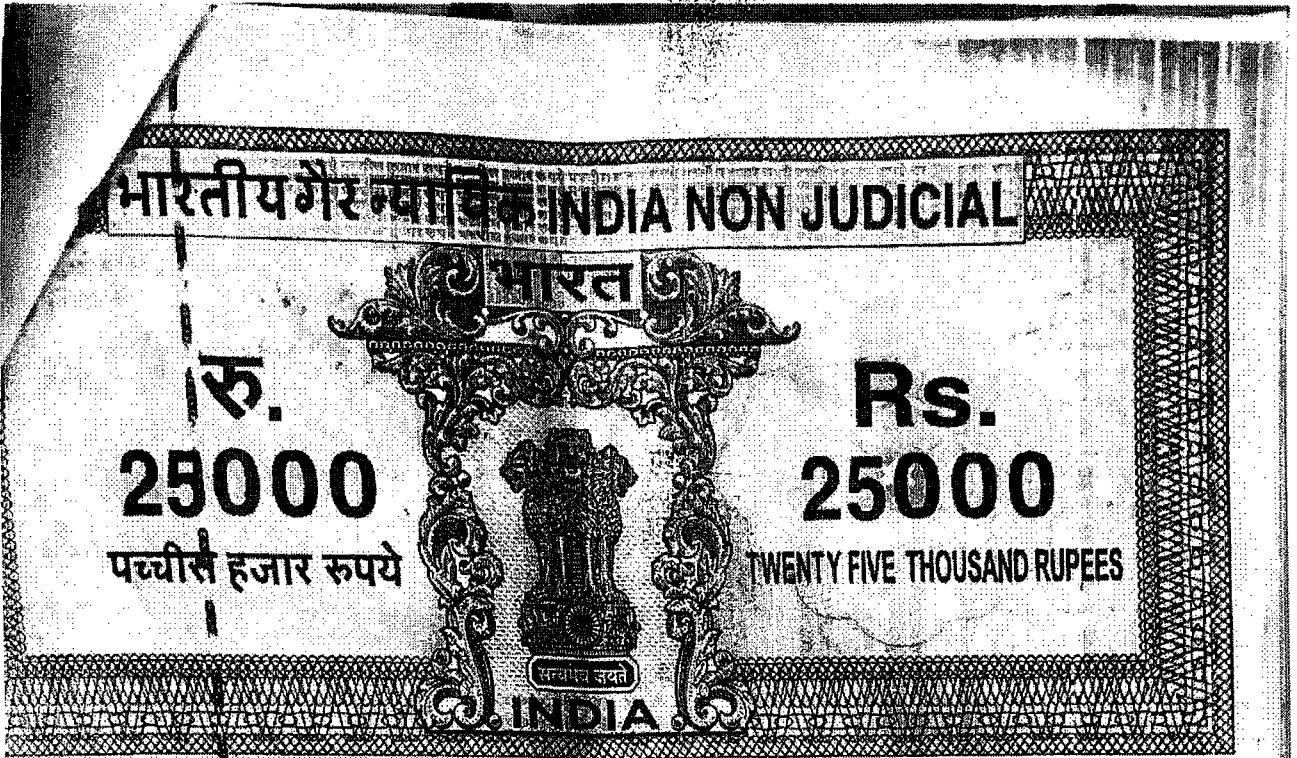 भारतीय गैर न्यायिक INDIA NON JUDICIAL
भारत
रु.
25000
पच्चीस हजार रुपये
Rs.
25000
TWENTY FIVE THOUSAND RUPEES
सत्यमेव जयते
INDIA